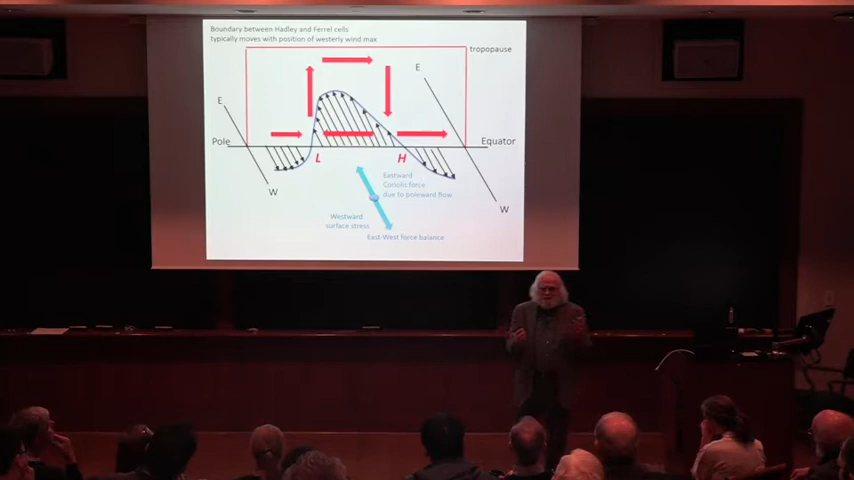 Boundary between Hadley and Ferrel cells
typically moves with position of westerly wind max
tropopause
E
E
Pole
Equator
L
H
W
W
Eastward
Coriolis force
due to poleward flow
Westward
surface stress
East-West force balance